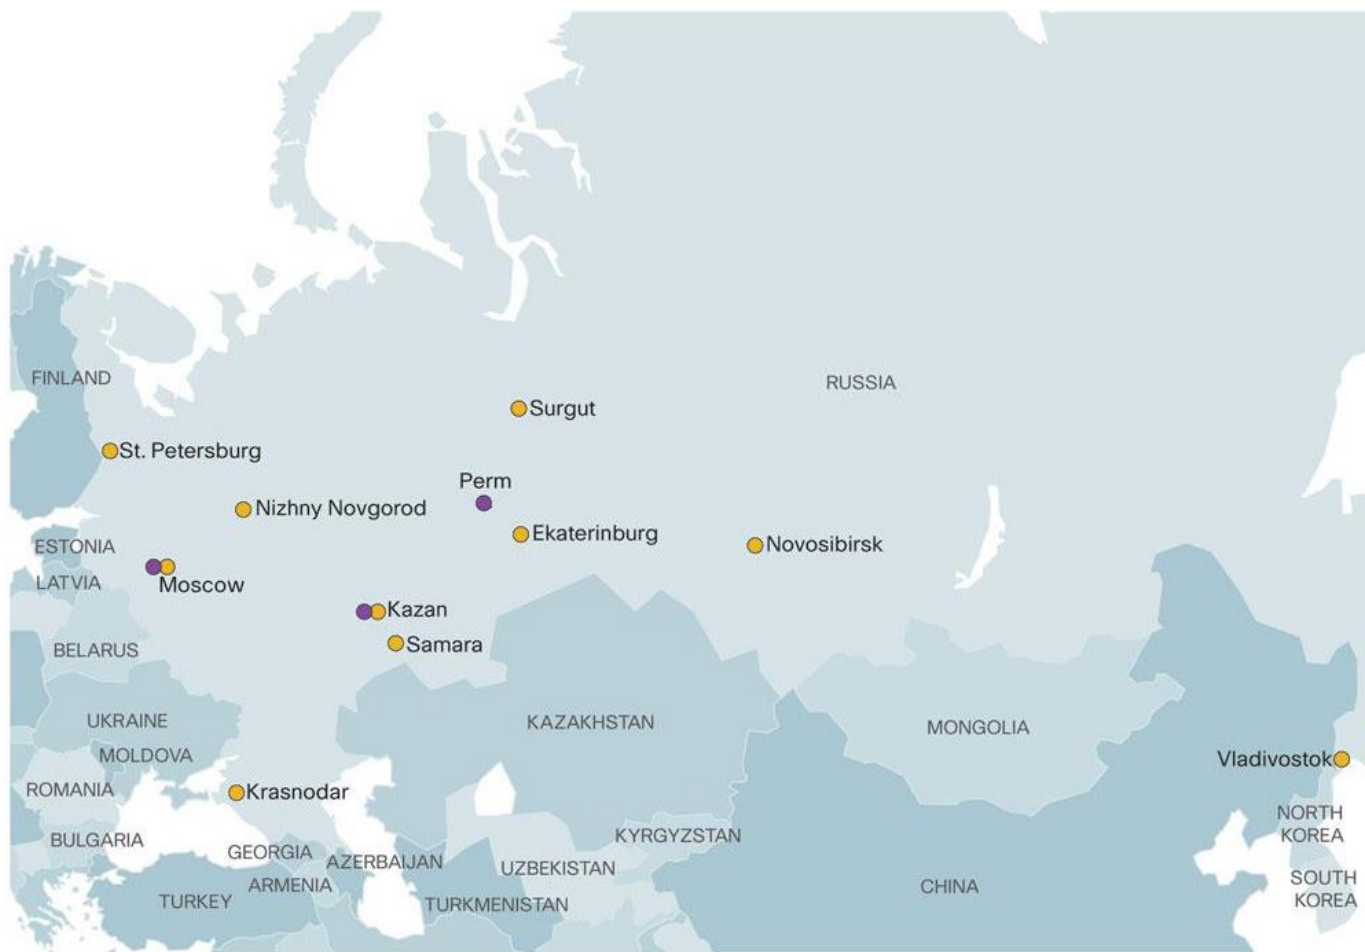 FINLAND
RUSSIA
Surgut
St. Petersburg
Perm
Nizhny Novgorod
Ekaterinburg
Novosibirsk
ESTONIA
LATVIA
Moscow
Kazan
Samara
BELARUS
UKRAINE
KAZAKHSTAN
MONGOLIA
MOLDOVA
Vladivostok
ROMANIA
Krasnodar
NORTH
KOREA
BULGARIA
KYRGYZSTAN
GEORGIA
AZERBAIJAN
UZBEKISTAN
ARMENIA
CHINA
SOUTH
KOREA
TURKEY
TURKMENISTAN